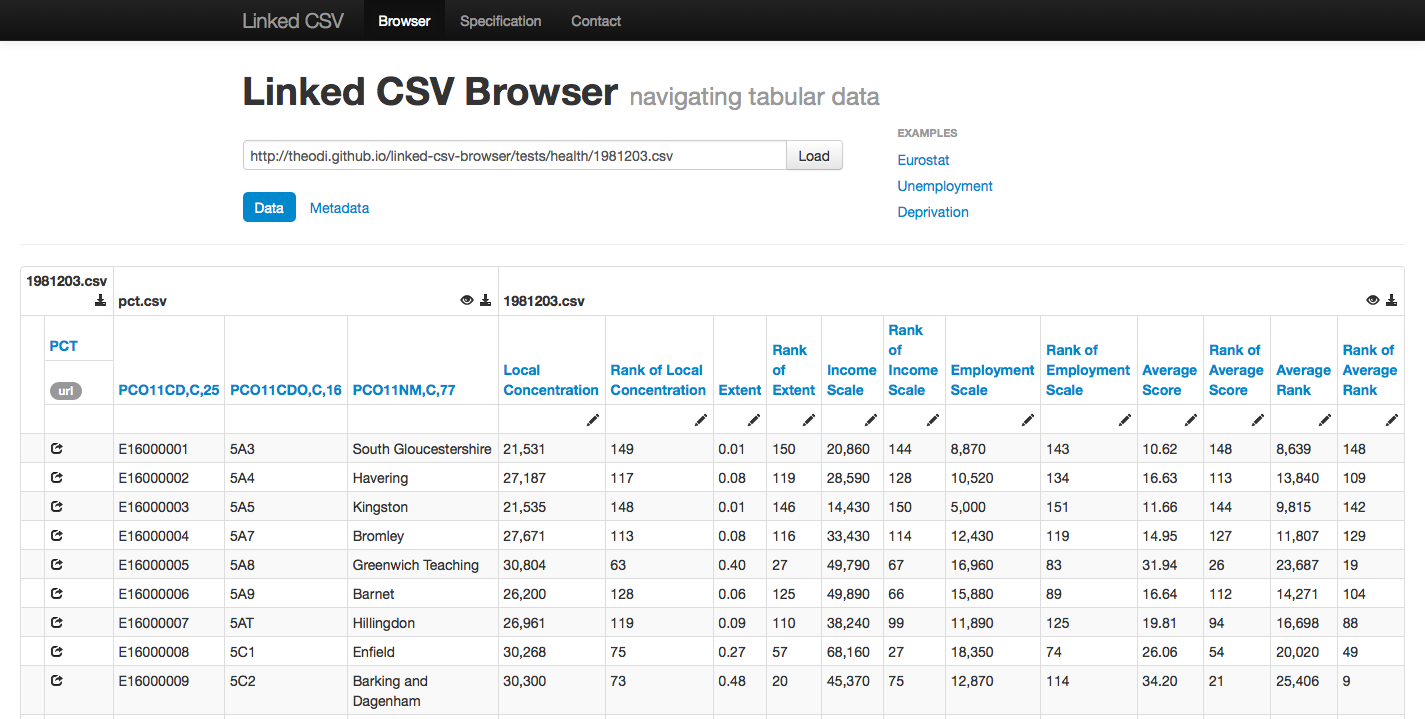 Linked CSV Browser Specification Contact
Linked CSV Browser navigating tabular data
EXAMPLES
http://theodi.github.io/linked-csv-browser/tests/health/1981203.csv Load
Eurostat
Unemployment
Data Metadata
Deprivation
1981203.csv
pct.csv 1981203.csv
PCT
url
PCO11CD,C,25 PCO11CDO,C,16 PCO11NM,C,77 Local Concentration Rank of Local Concentration Extent Rank of Extent Income Scale Rank of Income Scale Employment Scale Rank of Employment Scale Average Score Rank of Average Score Average Rank Rank of Average Rank
E16000001 5A3 South Gloucestershire 21,531 149 0.01 150 20,860 144 8,870 143 10.62 148 8,639 148
E16000002 5A4 Havering 27,187 117 0.08 119 28,590 128 10,520 134 16.63 113 13,840 109
E16000003 5A5 Kingston 21,535 148 0.01 146 14,430 150 5,000 151 11.66 144 9,815 142
E16000004 5A7 Bromley 27,671 113 0.08 116 33,430 114 12,430 119 14.95 127 11,807 129
E16000005 5A8 Greenwich Teaching 30,804 63 0.40 27 49,790 67 16,960 83 31.94 26 23,687 19
E16000006 5A9 Barnet 26,200 128 0.06 125 49,890 66 15,880 89 16.64 112 14,271 104
E16000007 5AT Hillingdon 26,961 119 0.09 110 38,240 99 11,890 125 19.81 94 16,698 88
E16000008 5C1 Enfield 30,268 75 0.27 57 68,160 27 18,350 74 26.06 54 20,020 49
E16000009 5C2 Barking and 30,300 73 0.48 20 45,370 75 12,870 114 34.20 21 25,406 9
Dagenham